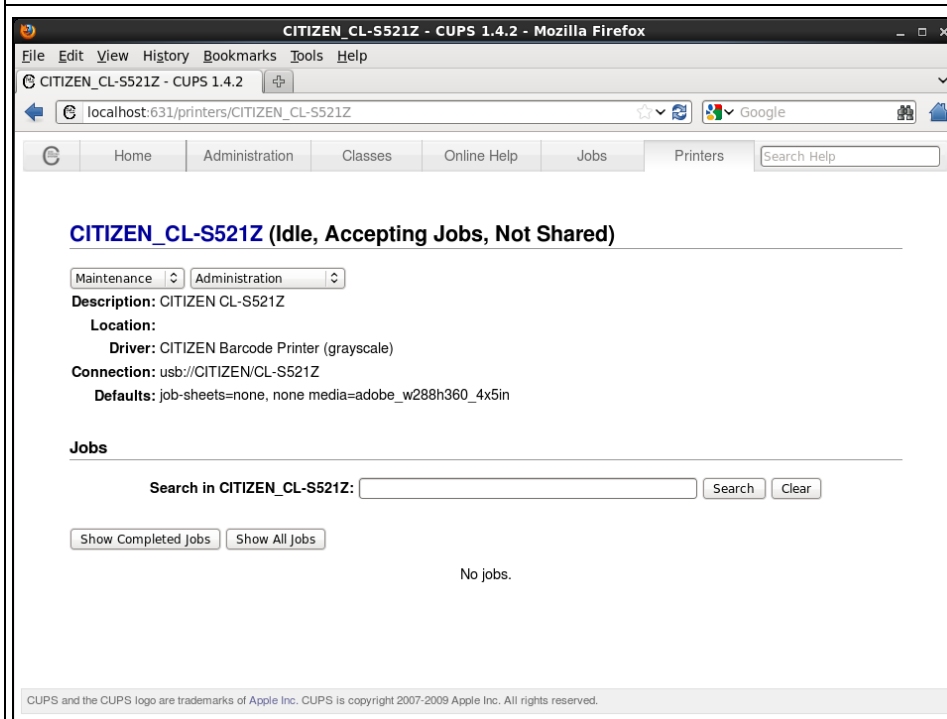 CITIZEN_CL-S521Z - CUPS 1.4.2 - Mozilla Firefox
File Edit View History Bookmarks Tools Help
CITIZEN_CL-S521Z - CUPS 1.4.2
localhost:631/printers/CITIZEN_CL-S521Z Google
Home Administration Classes Online Help Jobs Printers Search Help
CITIZEN_CL-S521Z (Idle, Accepting Jobs, Not Shared)
Maintenance Administration
Description: CITIZEN CL-S521Z
Location:
Driver: CITIZEN Barcode Printer (grayscale)
Connection: usb://CITIZEN/CL-S521Z
Defaults: job-sheets=none, none media=adobe_w288h360_4x5in
Jobs
Search in CITIZEN_CL-S521Z: Search Clear
Show Completed Jobs Show All Jobs
No jobs.
CUPS and the CUPS logo are trademarks of Apple Inc. CUPS is copyright 2007-2009 Apple Inc. All rights reserved.